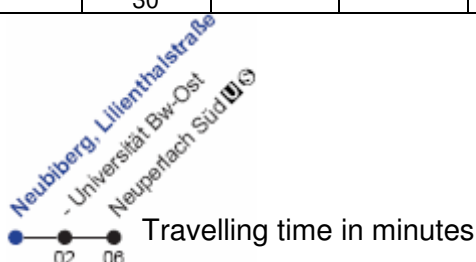 30
Neubiberg, Lilienthalstraße
- Universität Bw-Ost
Neuperlach Süd U S
Travelling time in minutes
02 06